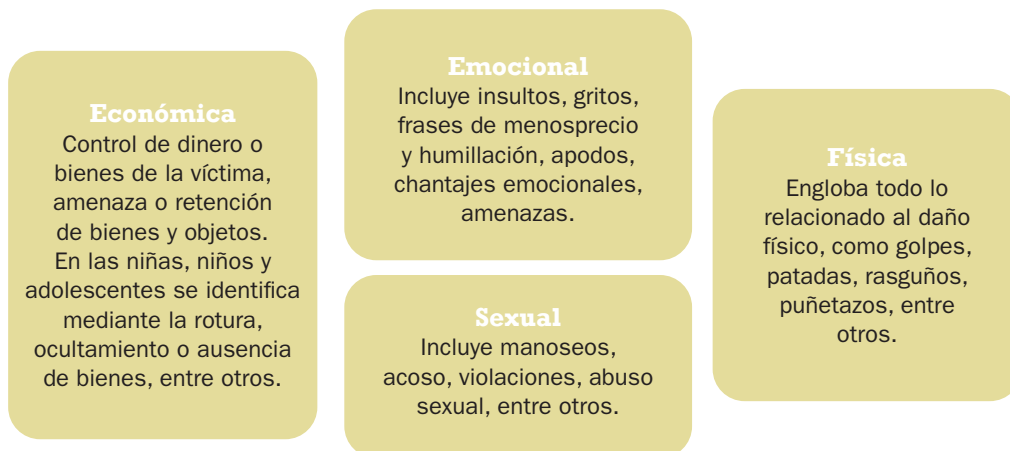 Económica
Control de dinero o
bienes de la víctima,
amenaza o retención
de bienes y objetos.
En las niñas, niños y
adolescentes se identifica
mediante la rotura,
ocultamiento o ausencia
de bienes, entre otros.
Emocional
Incluye insultos, gritos,
frases de menosprecio
y humillación, apodos,
chantajes emocionales,
amenazas.
Sexual
Incluye manoseos,
acoso, violaciones, abuso
sexual, entre otros.
Física
Engloba todo lo
relacionado al daño
físico, como golpes,
patadas, rasguños,
puñetazos, entre
otros.